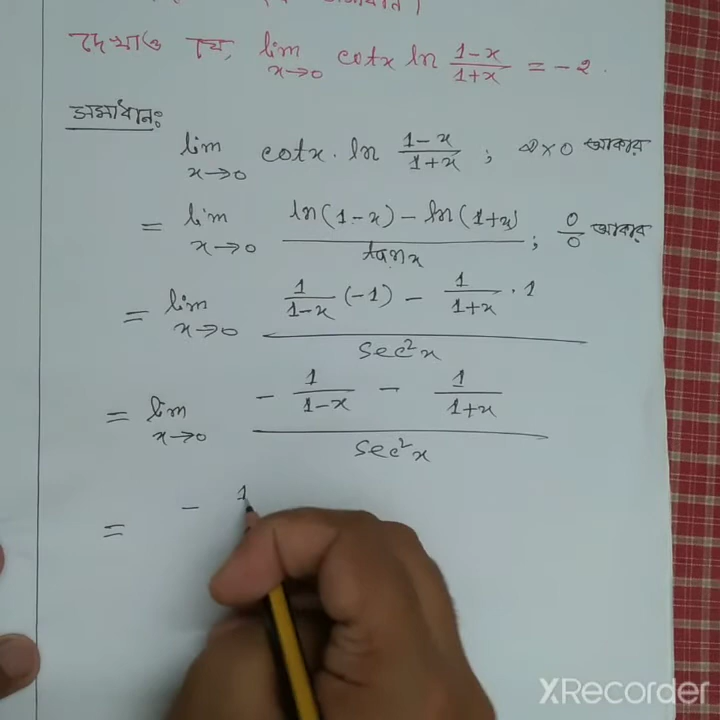 দেখাও যে, lim x→0 cotx ln (1-x)/(1+x) = -2.
সমাধানঃ
lim x→0 cotx. ln (1-x)/(1+x) ; ∞×0 আকার
= lim x→0 (ln(1-x) - ln(1+x))/tanx ; 0/0 আকার
= lim x→0 (1/(1-x) (-1) - 1/(1+x) . 1)/sec²x
= lim x→0 (- 1/(1-x) - 1/(1+x))/sec²x
= - 1
XRecorder